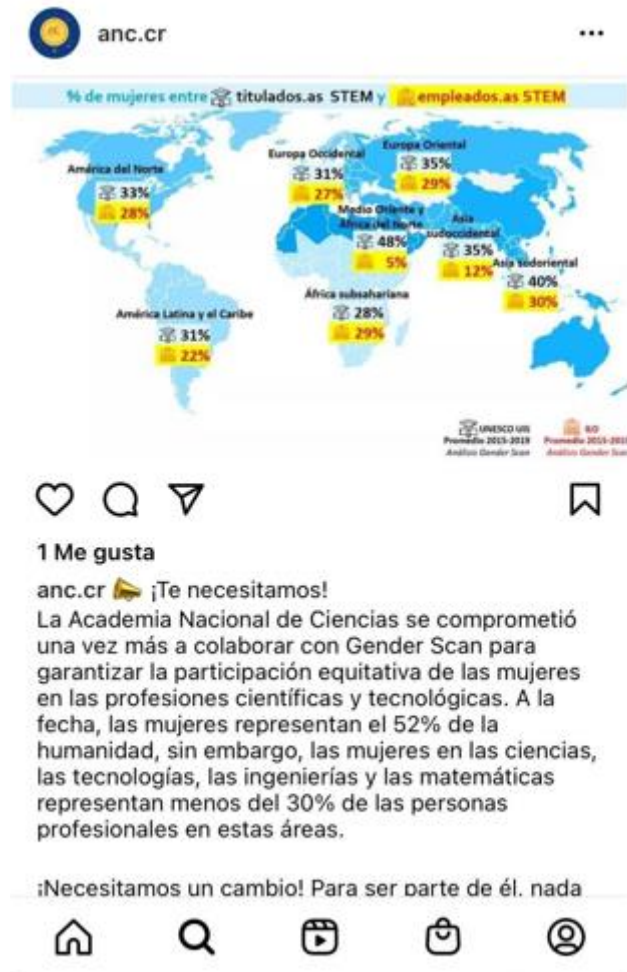 anc.cr
% de mujeres entre titulados.as STEM y empleados.as STEM
América del Norte
33%
28%
Europa Occidental
31%
27%
Europa Oriental
35%
29%
Medio Oriente y
África del Norte
48%
5%
Asia
sudoccidental
35%
12%
Asia sudoriental
40%
30%
América Latina y el Caribe
31%
22%
África subsahariana
28%
29%
UNESCO UIS
Promedio 2015-2019
Análisis Gender Scan
ILO
Promedio 2015-2019
Análisis Gender Scan
1 Me gusta
anc.cr ¡Te necesitamos!
La Academia Nacional de Ciencias se comprometió
una vez más a colaborar con Gender Scan para
garantizar la participación equitativa de las mujeres
en las profesiones científicas y tecnológicas. A la
fecha, las mujeres representan el 52% de la
humanidad, sin embargo, las mujeres en las ciencias,
las tecnologías, las ingenierías y las matemáticas
representan menos del 30% de las personas
profesionales en estas áreas.
¡Necesitamos un cambio! Para ser parte de él, nada